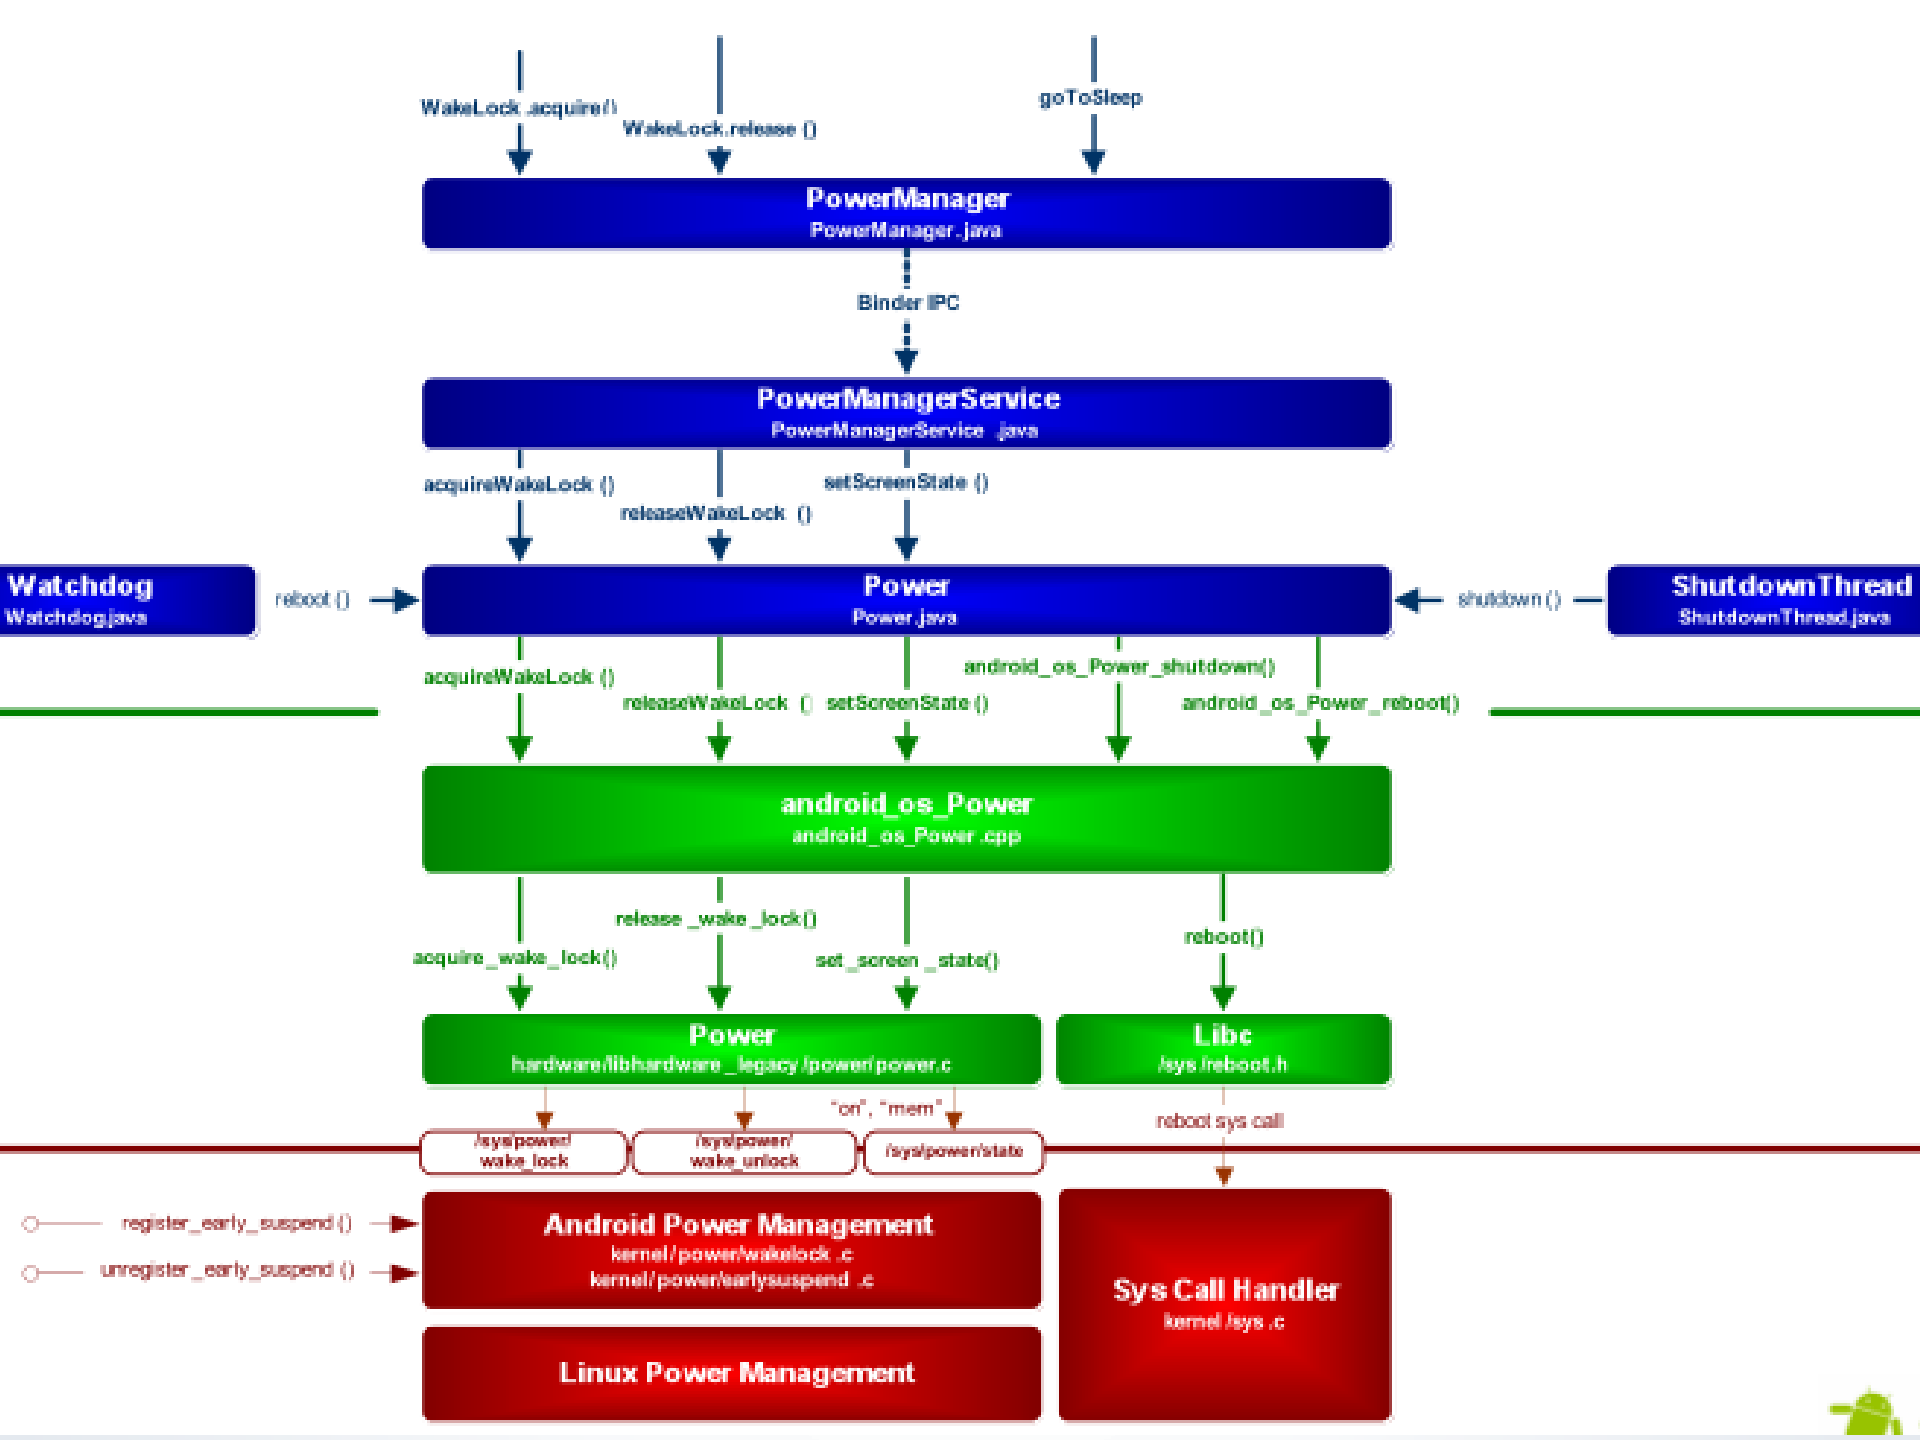 WakeLock .acquire()
WakeLock.release ()
goToSleep
PowerManager
PowerManager.java
Binder IPC
PowerManagerService
PowerManagerService .java
acquireWakeLock ()
releaseWakeLock ()
setScreenState ()
Watchdog
Watchdog.java
reboot ()
Power
Power.java
shutdown ()
ShutdownThread
ShutdownThread.java
acquireWakeLock ()
releaseWakeLock ()
setScreenState ()
android_os_Power_shutdown()
android_os_Power_reboot()
android_os_Power
android_os_Power.cpp
acquire_wake_lock()
release_wake_lock()
set_screen_state()
reboot()
Power
hardware/libhardware_legacy/power/power.c
Libc
/sys/reboot.h
"on", "mem"
reboot sys call
/sys/power/
wake_lock
/sys/power/
wake_unlock
/sys/power/state
register_early_suspend ()
unregister_early_suspend ()
Android Power Management
kernel/power/wakelock .c
kernel/power/earlysuspend .c
Sys Call Handler
kernel/sys .c
Linux Power Management